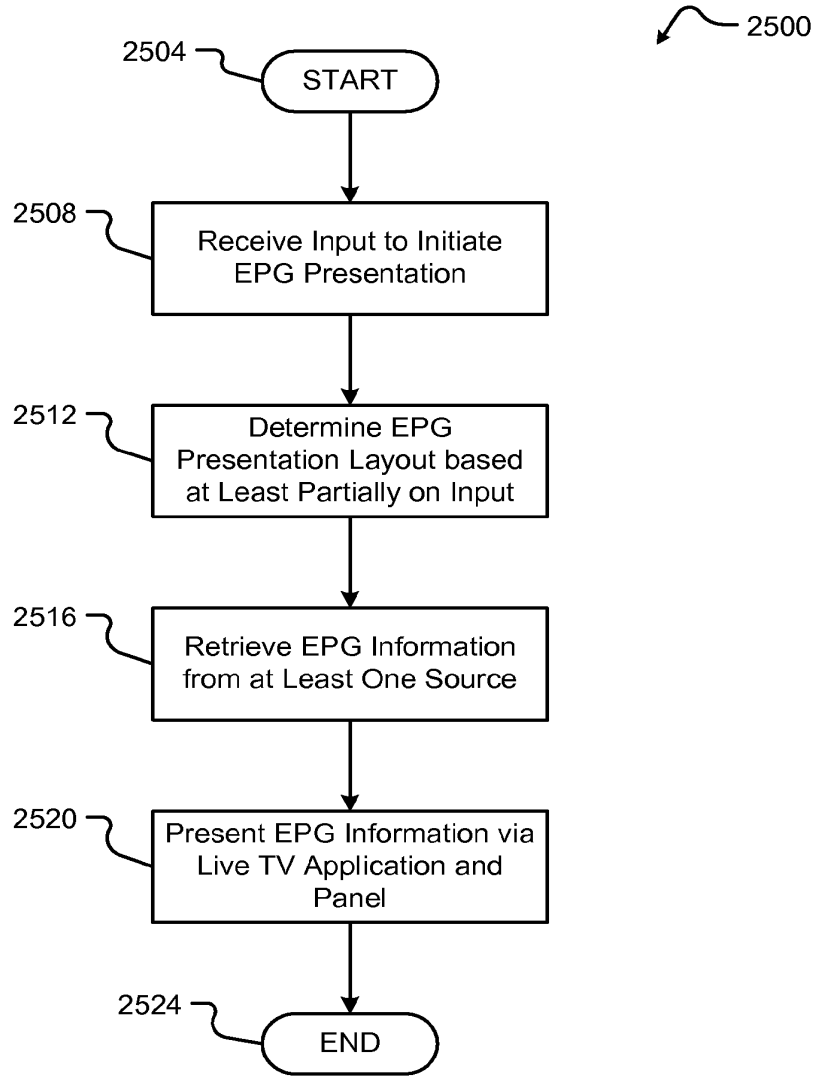 2500
2504
START
2508
Receive Input to Initiate
EPG Presentation
2512
Determine EPG
Presentation Layout based
at Least Partially on Input
2516
Retrieve EPG Information
from at Least One Source
2520
Present EPG Information via
Live TV Application and
Panel
2524
END